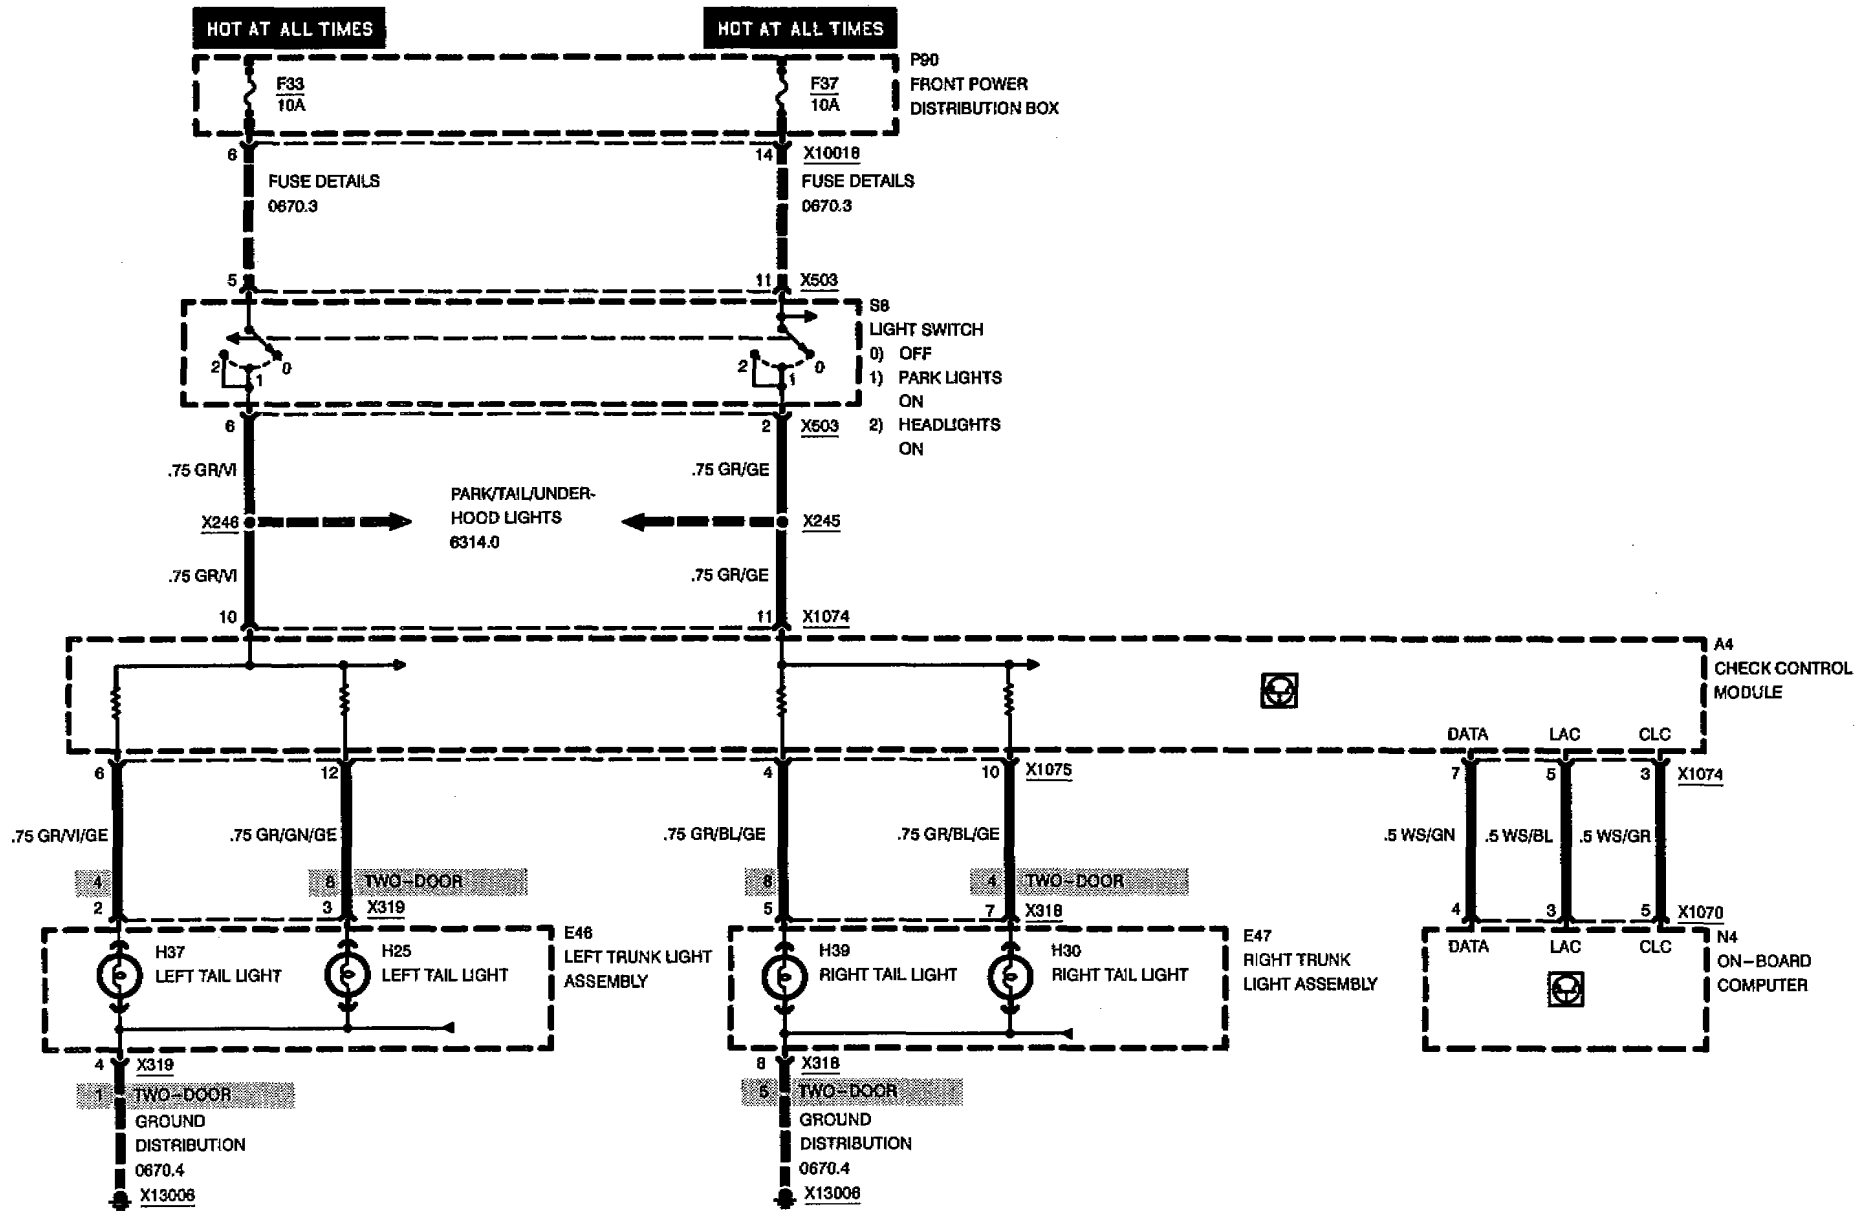 HOT AT ALL TIMES
HOT AT ALL TIMES
P90
FRONT POWER
DISTRIBUTION BOX
F33
10A
F37
10A
6
14
X10018
FUSE DETAILS
0670.3
FUSE DETAILS
0670.3
5
11
X503
S8
LIGHT SWITCH
0) OFF
1) PARK LIGHTS
ON
2) HEADLIGHTS
ON
2
1
0
2
1
0
6
2
X503
.75 GR/VI
.75 GR/GE
PARK/TAIL/UNDER-
HOOD LIGHTS
6314.0
X246
X245
.75 GR/VI
.75 GR/GE
10
11
X1074
A4
CHECK CONTROL
MODULE
DATA
LAC
CLC
6
12
4
10
X1075
7
5
3
X1074
.75 GR/VI/GE
.75 GR/GN/GE
.75 GR/BL/GE
.75 GR/BL/GE
.5 WS/GN
.5 WS/BL
.5 WS/GR
4
8
TWO-DOOR
8
4
TWO-DOOR
2
3
X319
5
7
X318
4
3
5
X1070
E46
LEFT TRUNK LIGHT
ASSEMBLY
H37
LEFT TAIL LIGHT
H25
LEFT TAIL LIGHT
H39
RIGHT TAIL LIGHT
H30
RIGHT TAIL LIGHT
E47
RIGHT TRUNK
LIGHT ASSEMBLY
DATA
LAC
CLC
N4
ON-BOARD
COMPUTER
4
X319
1
TWO-DOOR
GROUND
DISTRIBUTION
0670.4
X13006
8
X318
5
TWO-DOOR
GROUND
DISTRIBUTION
0670.4
X13006